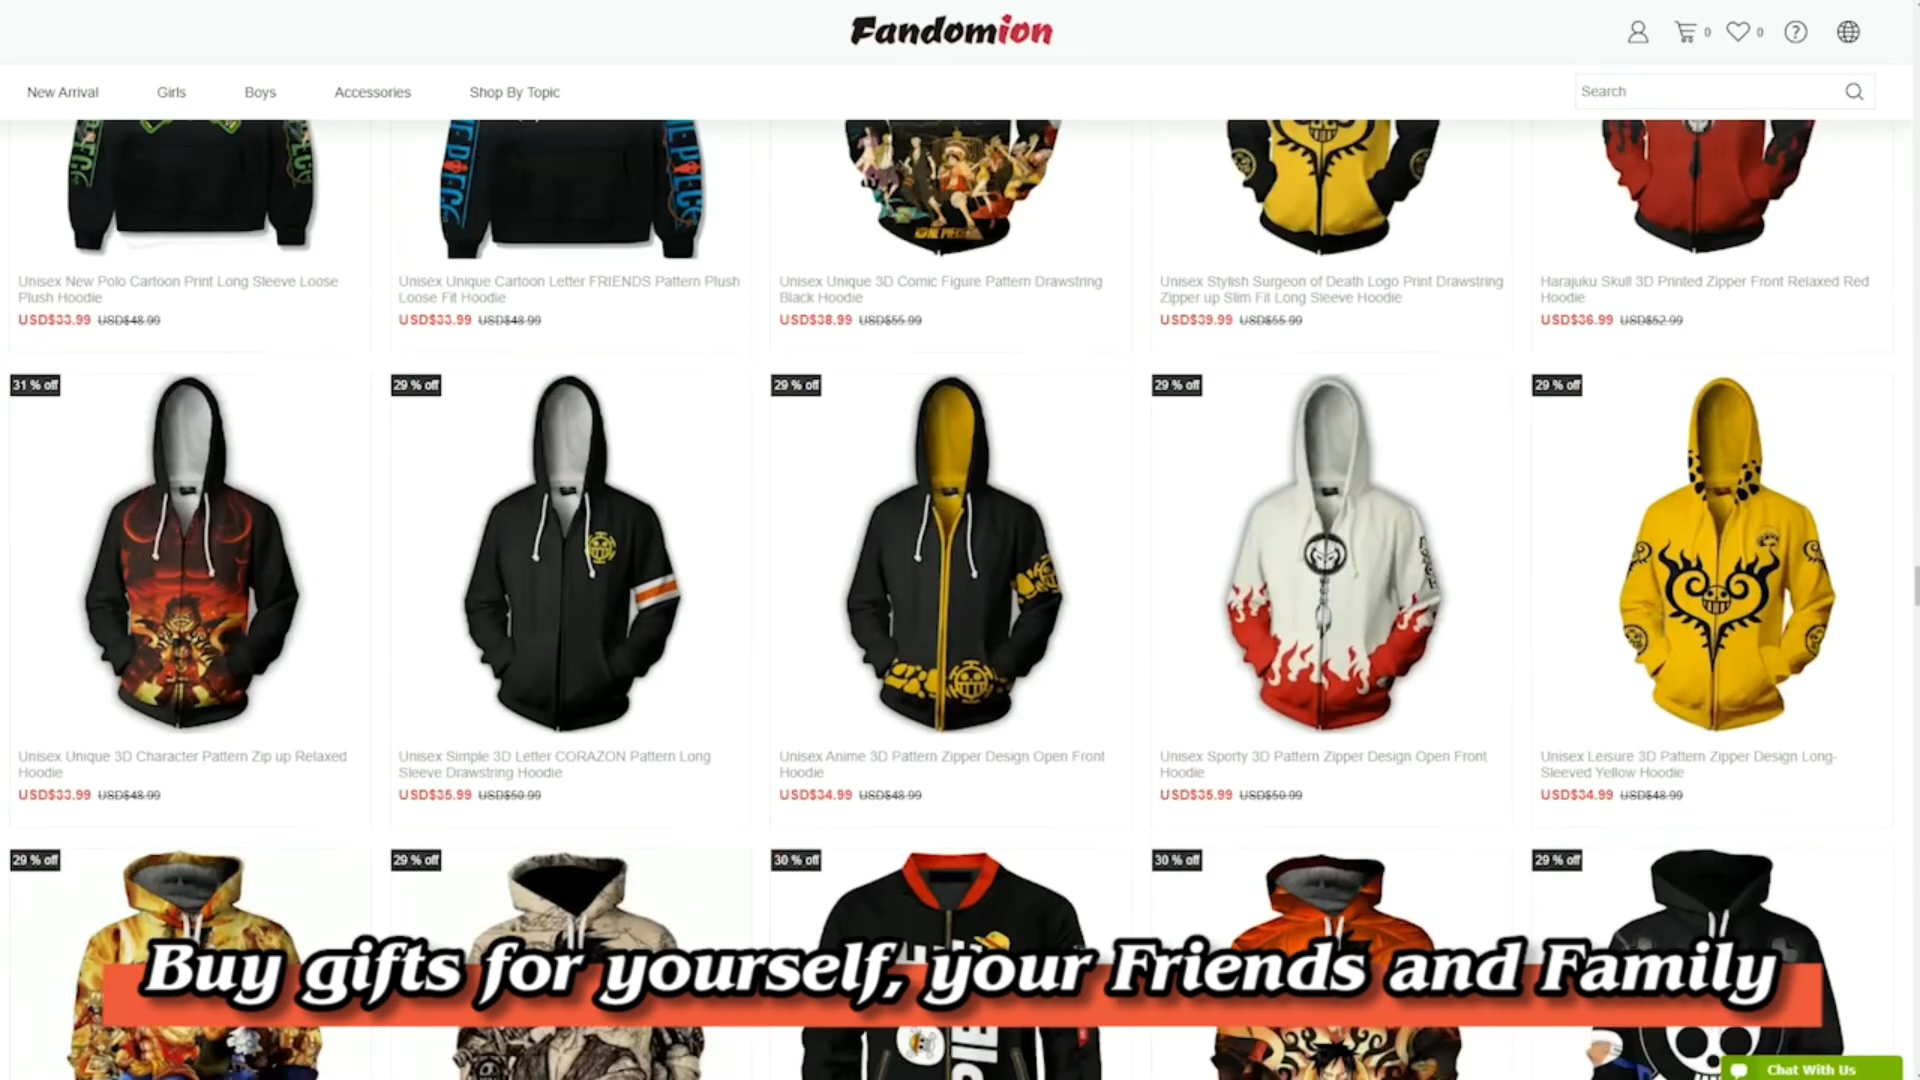 Fandomion
0
0
New Arrival
Girls
Boys
Accessories
Shop By Topic
Search
Unisex New Polo Cartoon Print Long Sleeve Loose
Plush Hoodie
USD$33.99 USD$48.99
Unisex Unique Cartoon Letter FRIENDS Pattern Plush
Loose Fit Hoodie
USD$33.99 USD$48.99
ONE PIECE
Unisex Unique 3D Comic Figure Pattern Drawstring
Black Hoodie
USD$38.99 USD$55.99
Unisex Stylish Surgeon of Death Logo Print Drawstring
Zipper up Slim Fit Long Sleeve Hoodie
USD$39.99 USD$55.99
Harajuku Skull 3D Printed Zipper Front Relaxed Red
Hoodie
USD$36.99 USD$52.99
31 % off
29 % off
29 % off
29 % off
29 % off
Unisex Unique 3D Character Pattern Zip up Relaxed
Hoodie
USD$33.99 USD$48.99
Unisex Simple 3D Letter CORAZON Pattern Long
Sleeve Drawstring Hoodie
USD$35.99 USD$50.99
Unisex Anime 3D Pattern Zipper Design Open Front
Hoodie
USD$34.99 USD$48.99
Unisex Sporty 3D Pattern Zipper Design Open Front
Hoodie
USD$35.99 USD$50.99
Unisex Leisure 3D Pattern Zipper Design Long-
Sleeved Yellow Hoodie
USD$34.99 USD$48.99
29 % off
29 % off
30 % off
30 % off
29 % off
Buy gifts for yourself, your Friends and Family
Chat With Us